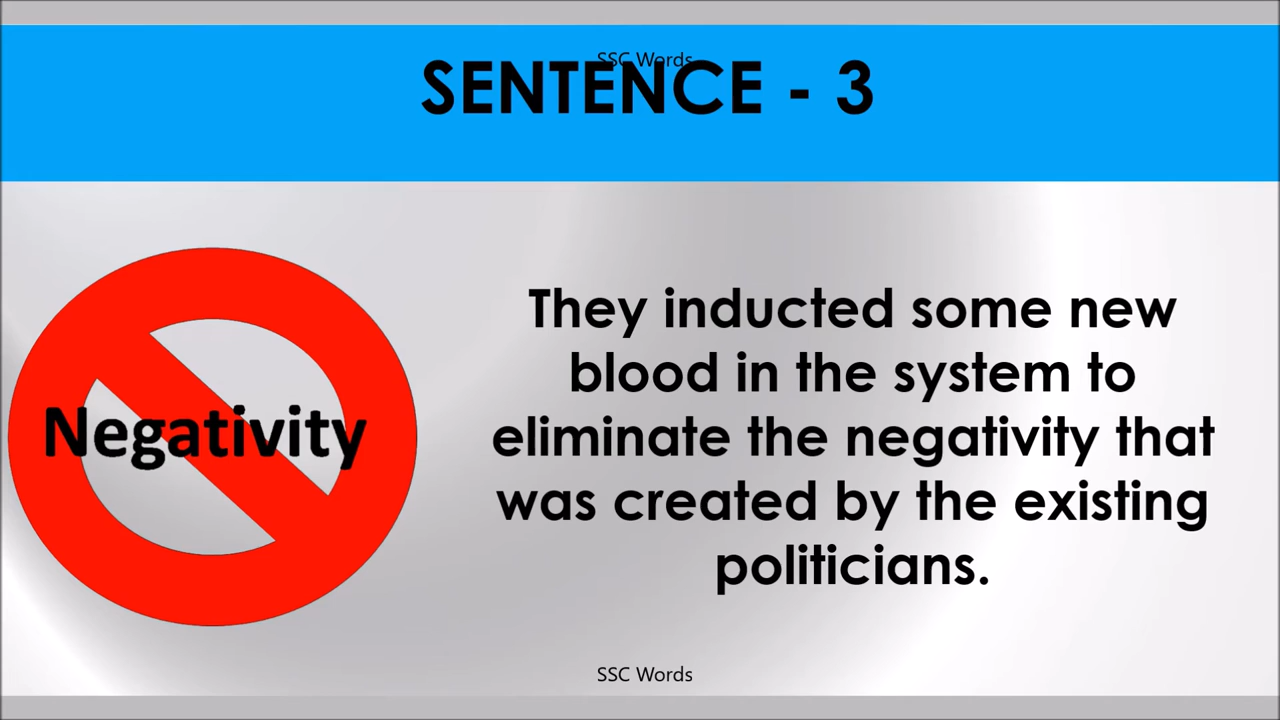 SSC Words
SENTENCE - 3
Negativity
They inducted some new
blood in the system to
eliminate the negativity that
was created by the existing
politicians.
SSC Words